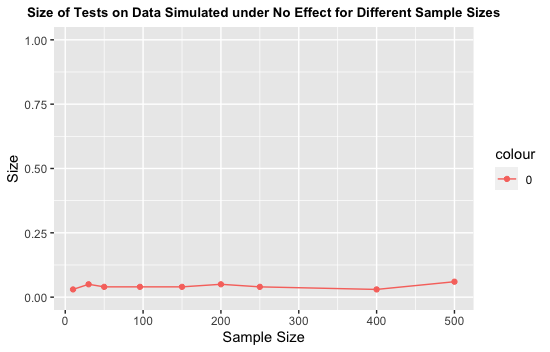 Size of Tests on Data Simulated under No Effect for Different Sample Sizes
1.00
0.75
0.50
0.25
0.00
Size
0 100 200 300 400 500
Sample Size
colour
0